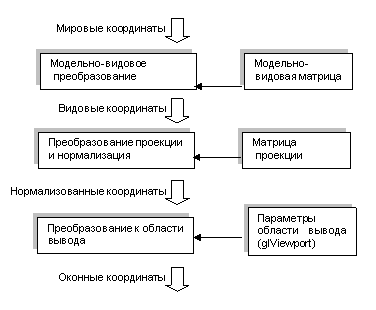 Мировые координаты
Модельно-видовое
преобразование
Модельно-
видовая матрица
Видовые координаты
Преобразование проекции
и нормализация
Матрица
проекции
Нормализованные координаты
Преобразование к области
вывода
Параметры
области вывода
(glViewport)
Оконные координаты